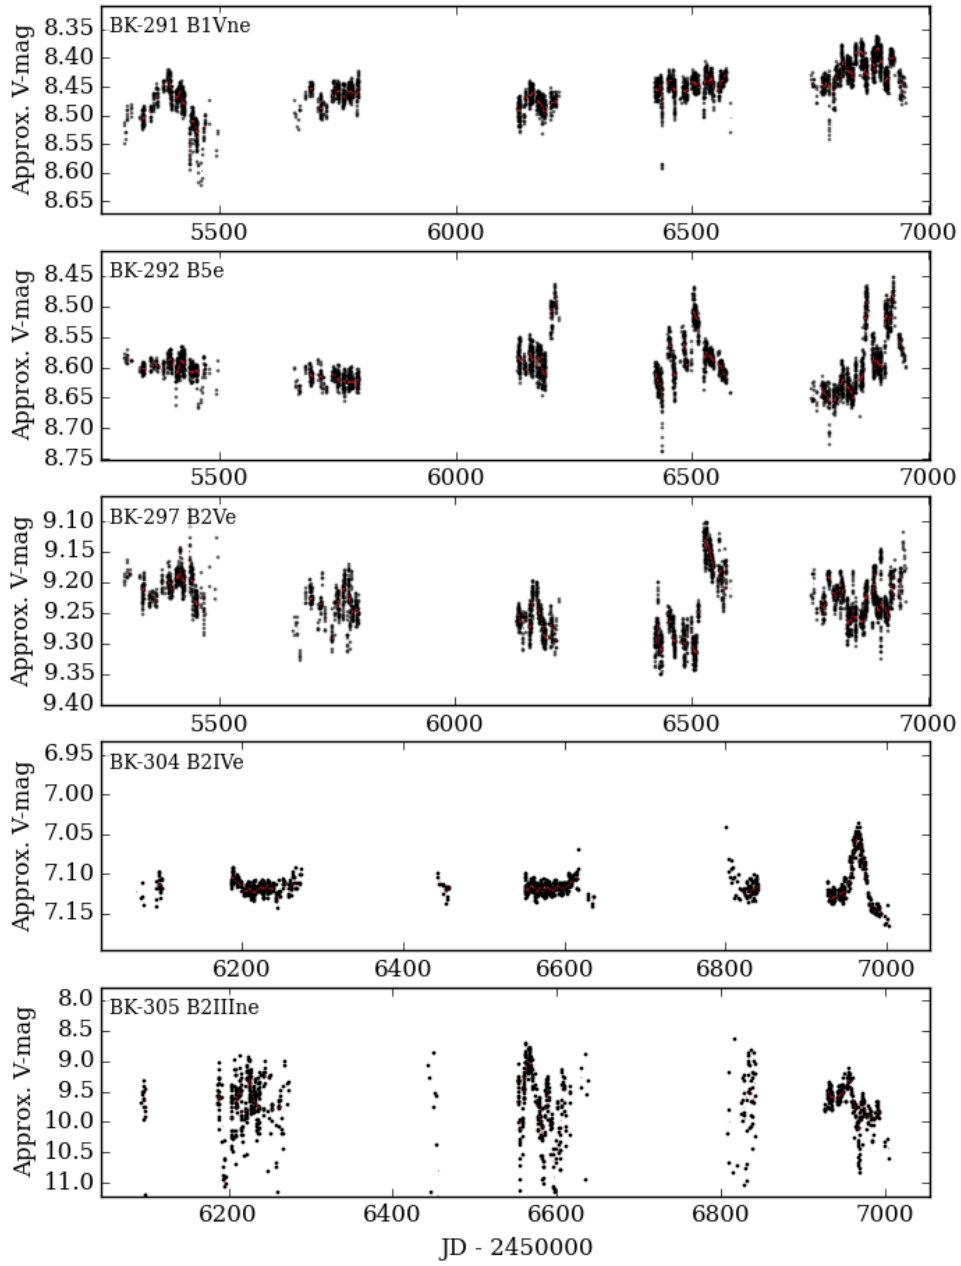 BK-291 B1Vne
Approx. V-mag
8.35
8.40
8.45
8.50
8.55
8.60
8.65
5500 6000 6500 7000
BK-292 B5e
Approx. V-mag
8.45
8.50
8.55
8.60
8.65
8.70
8.75
5500 6000 6500 7000
BK-297 B2Ve
Approx. V-mag
9.10
9.15
9.20
9.25
9.30
9.35
9.40
5500 6000 6500 7000
BK-304 B2IVe
Approx. V-mag
6.95
7.00
7.05
7.10
7.15
6200 6400 6600 6800 7000
BK-305 B2IIIne
Approx. V-mag
8.0
8.5
9.0
9.5
10.0
10.5
11.0
6200 6400 6600 6800 7000
JD - 2450000